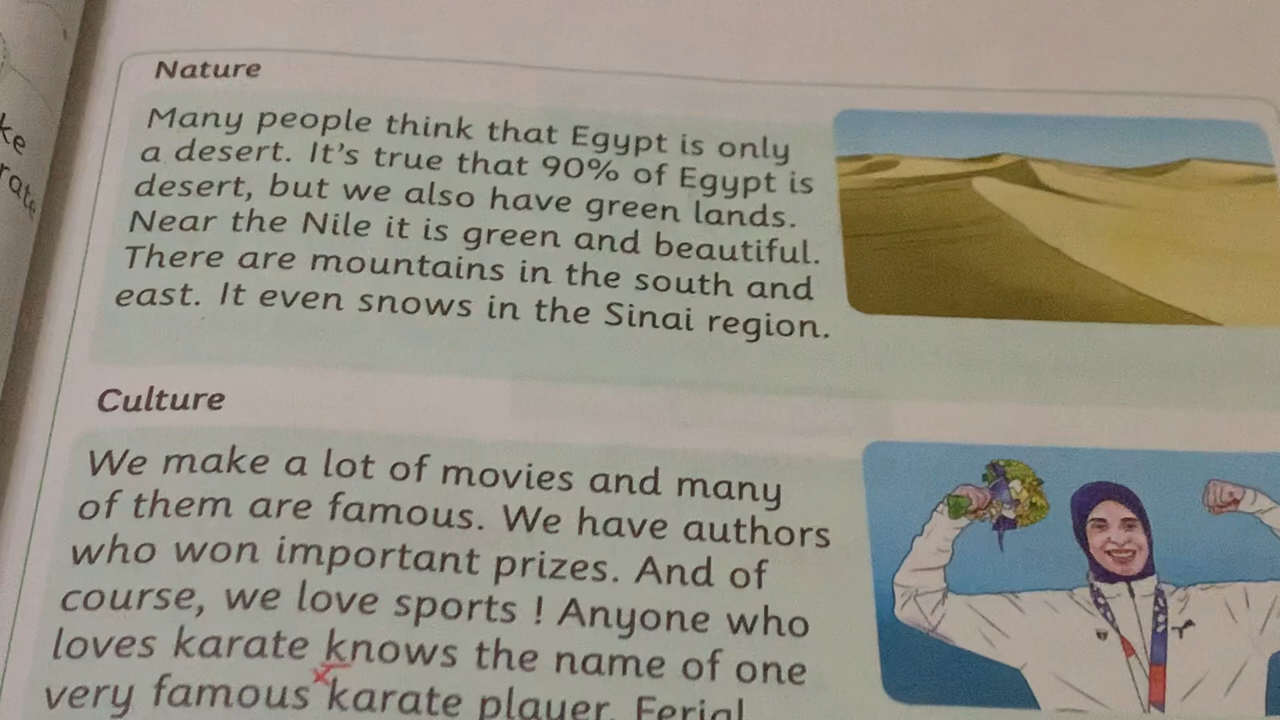 ke
rate
Nature
Many people think that Egypt is only
a desert. It's true that 90% of Egypt is
desert, but we also have green lands.
Near the Nile it is green and beautiful.
There are mountains in the south and
east. It even snows in the Sinai region.
Culture
We make a lot of movies and many
of them are famous. We have authors
who won important prizes. And of
course, we love sports ! Anyone who
loves karate knows the name of one
very famous karate player, Ferial